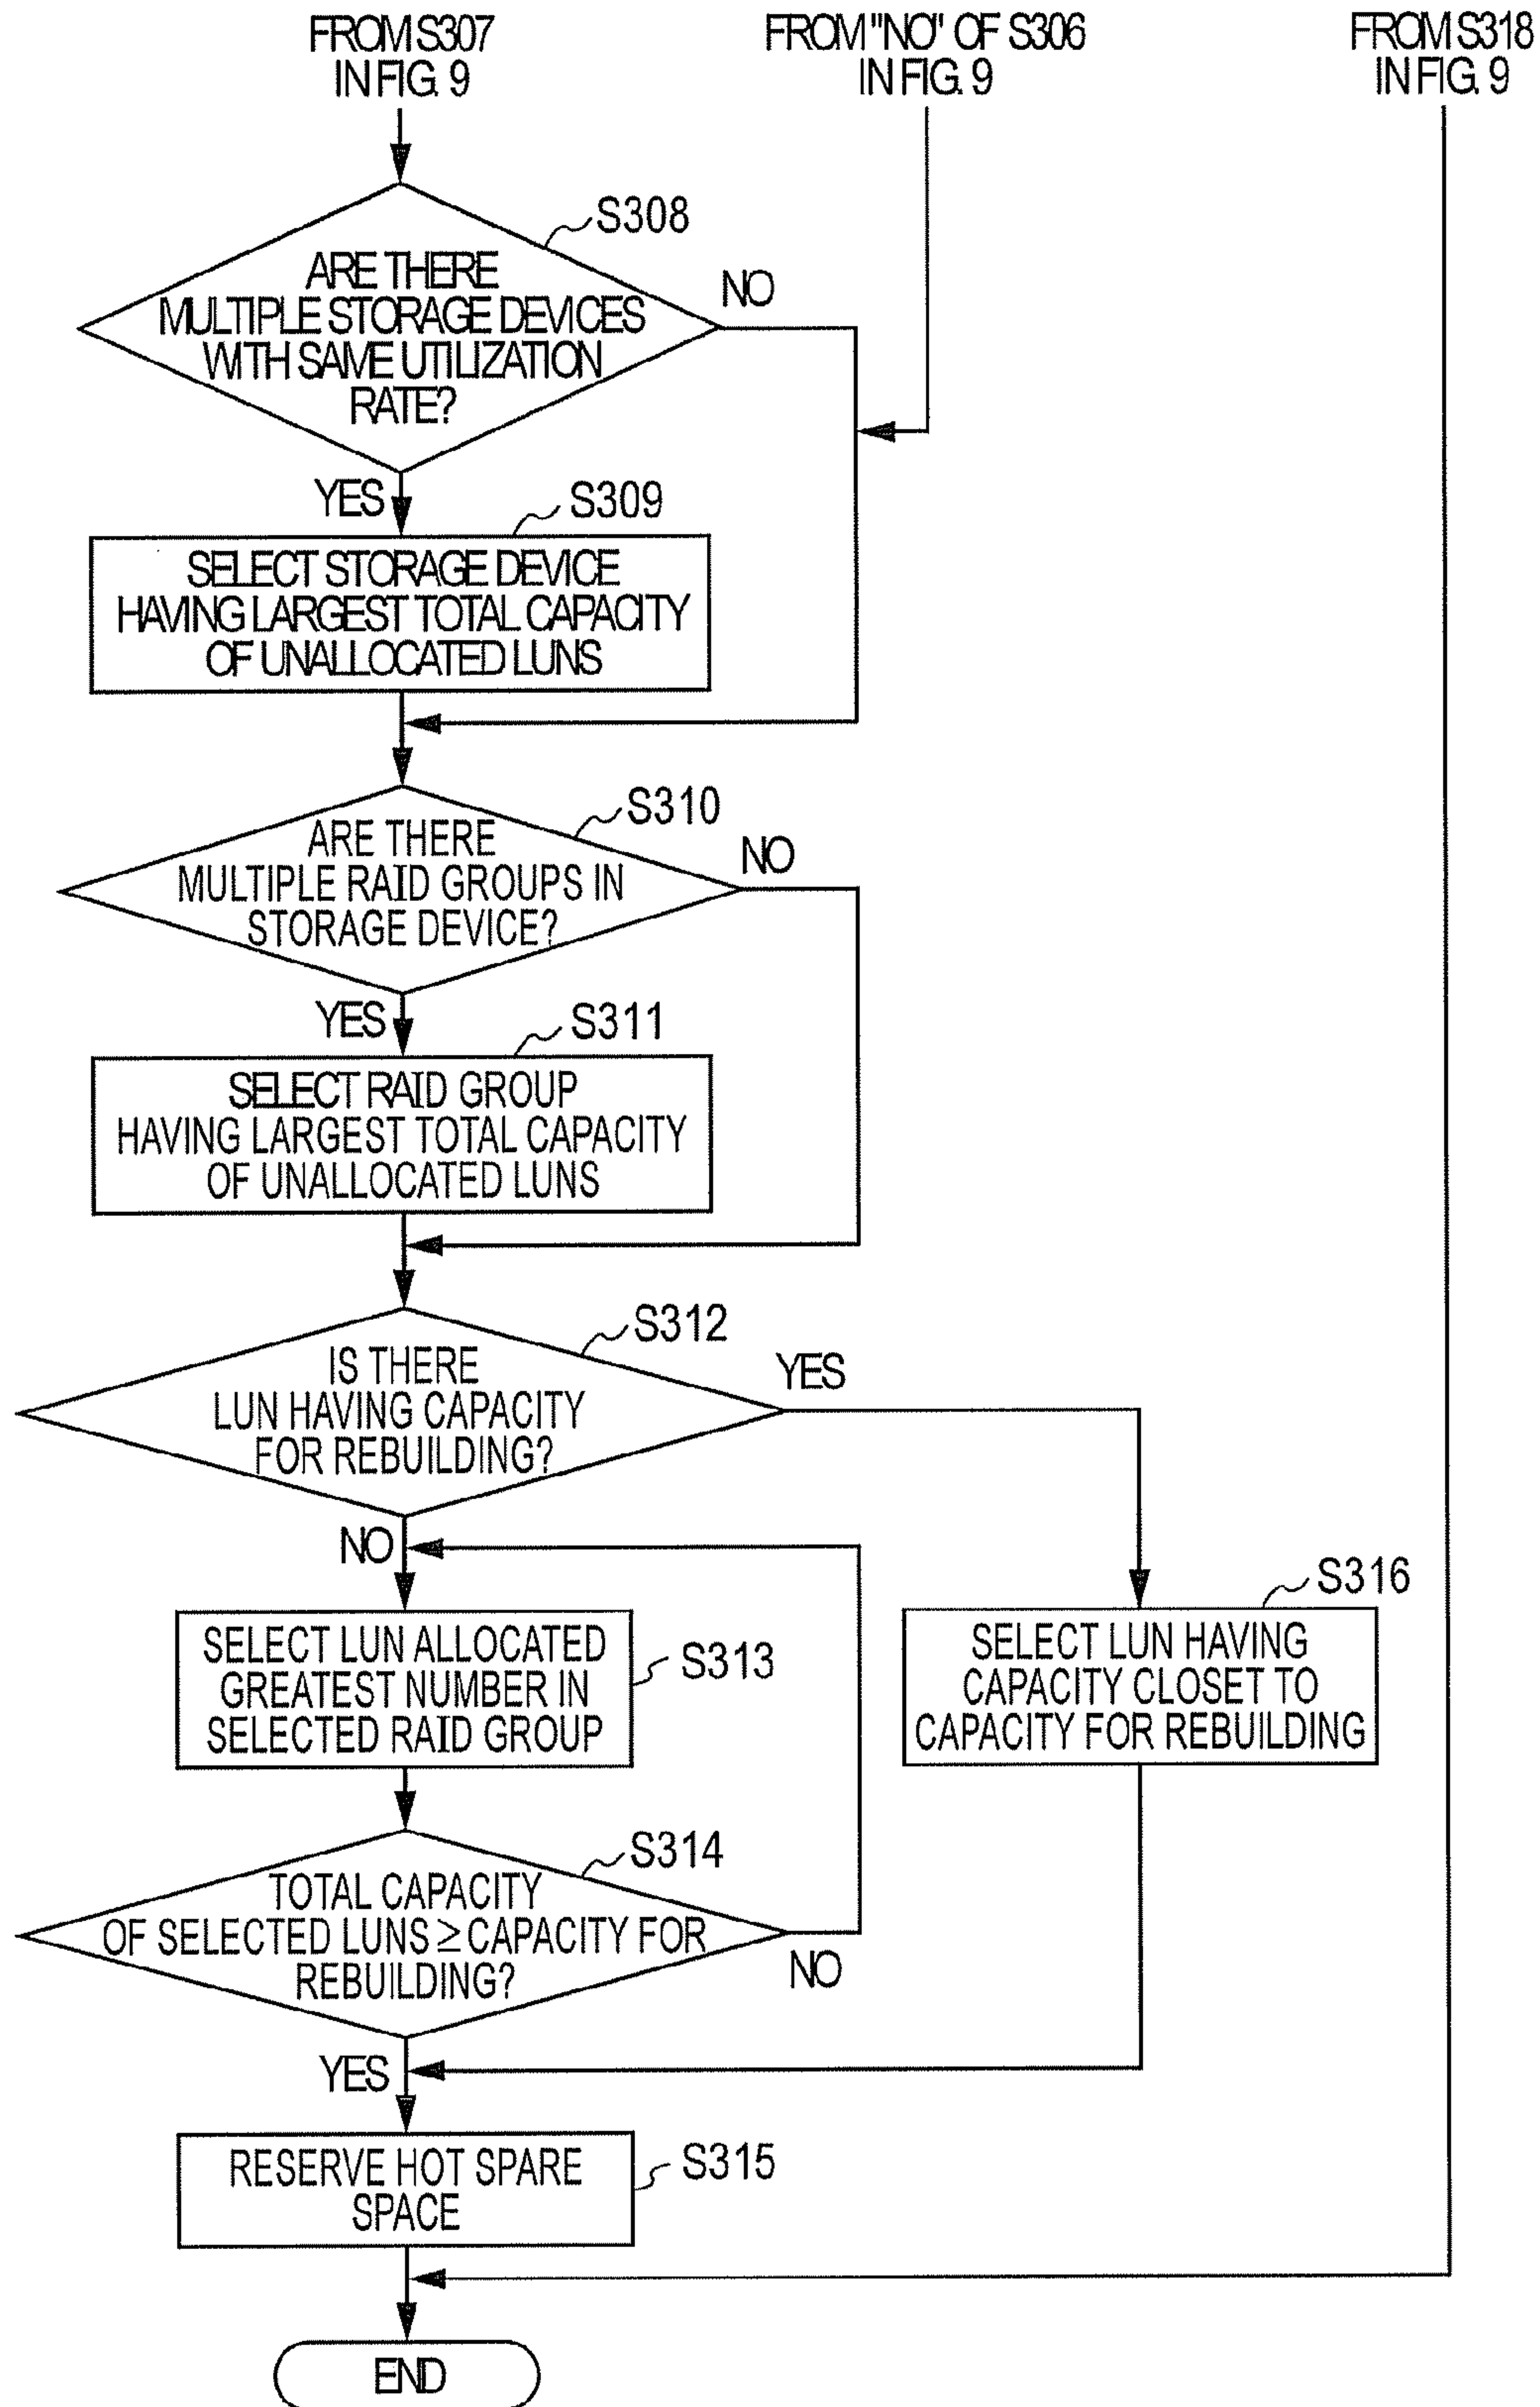 FROM S307
IN FIG. 9
FROM "NO" OF S306
IN FIG. 9
FROM S318
IN FIG. 9
S308
ARE THERE
MULTIPLE STORAGE DEVICES
WITH SAME UTILIZATION
RATE?
NO
YES
S309
SELECT STORAGE DEVICE
HAVING LARGEST TOTAL CAPACITY
OF UNALLOCATED LUNS
S310
ARE THERE
MULTIPLE RAID GROUPS IN
STORAGE DEVICE?
NO
YES
S311
SELECT RAID GROUP
HAVING LARGEST TOTAL CAPACITY
OF UNALLOCATED LUNS
S312
IS THERE
LUN HAVING CAPACITY
FOR REBUILDING?
YES
NO
S313
SELECT LUN ALLOCATED
GREATEST NUMBER IN
SELECTED RAID GROUP
S316
SELECT LUN HAVING
CAPACITY CLOSET TO
CAPACITY FOR REBUILDING
S314
TOTAL CAPACITY
OF SELECTED LUNS ≥ CAPACITY FOR
REBUILDING?
NO
YES
S315
RESERVE HOT SPARE
SPACE
END